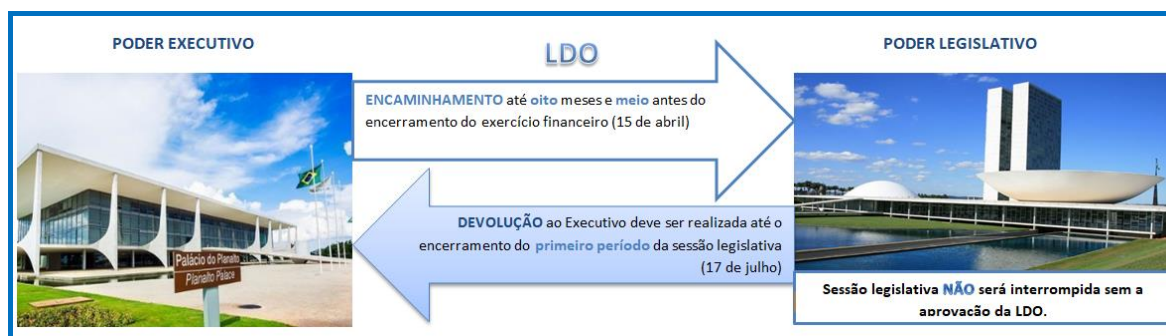 PODER EXECUTIVO
LDO
PODER LEGISLATIVO
ENCAMINHAMENTO até oito meses e meio antes do
encerramento do exercício financeiro (15 de abril)
DEVOLUÇÃO ao Executivo deve ser realizada até o
encerramento do primeiro período da sessão legislativa
(17 de julho)
Palácio do Planalto
Planalto Palace
Sessão legislativa NÃO será interrompida sem a
aprovação da LDO.